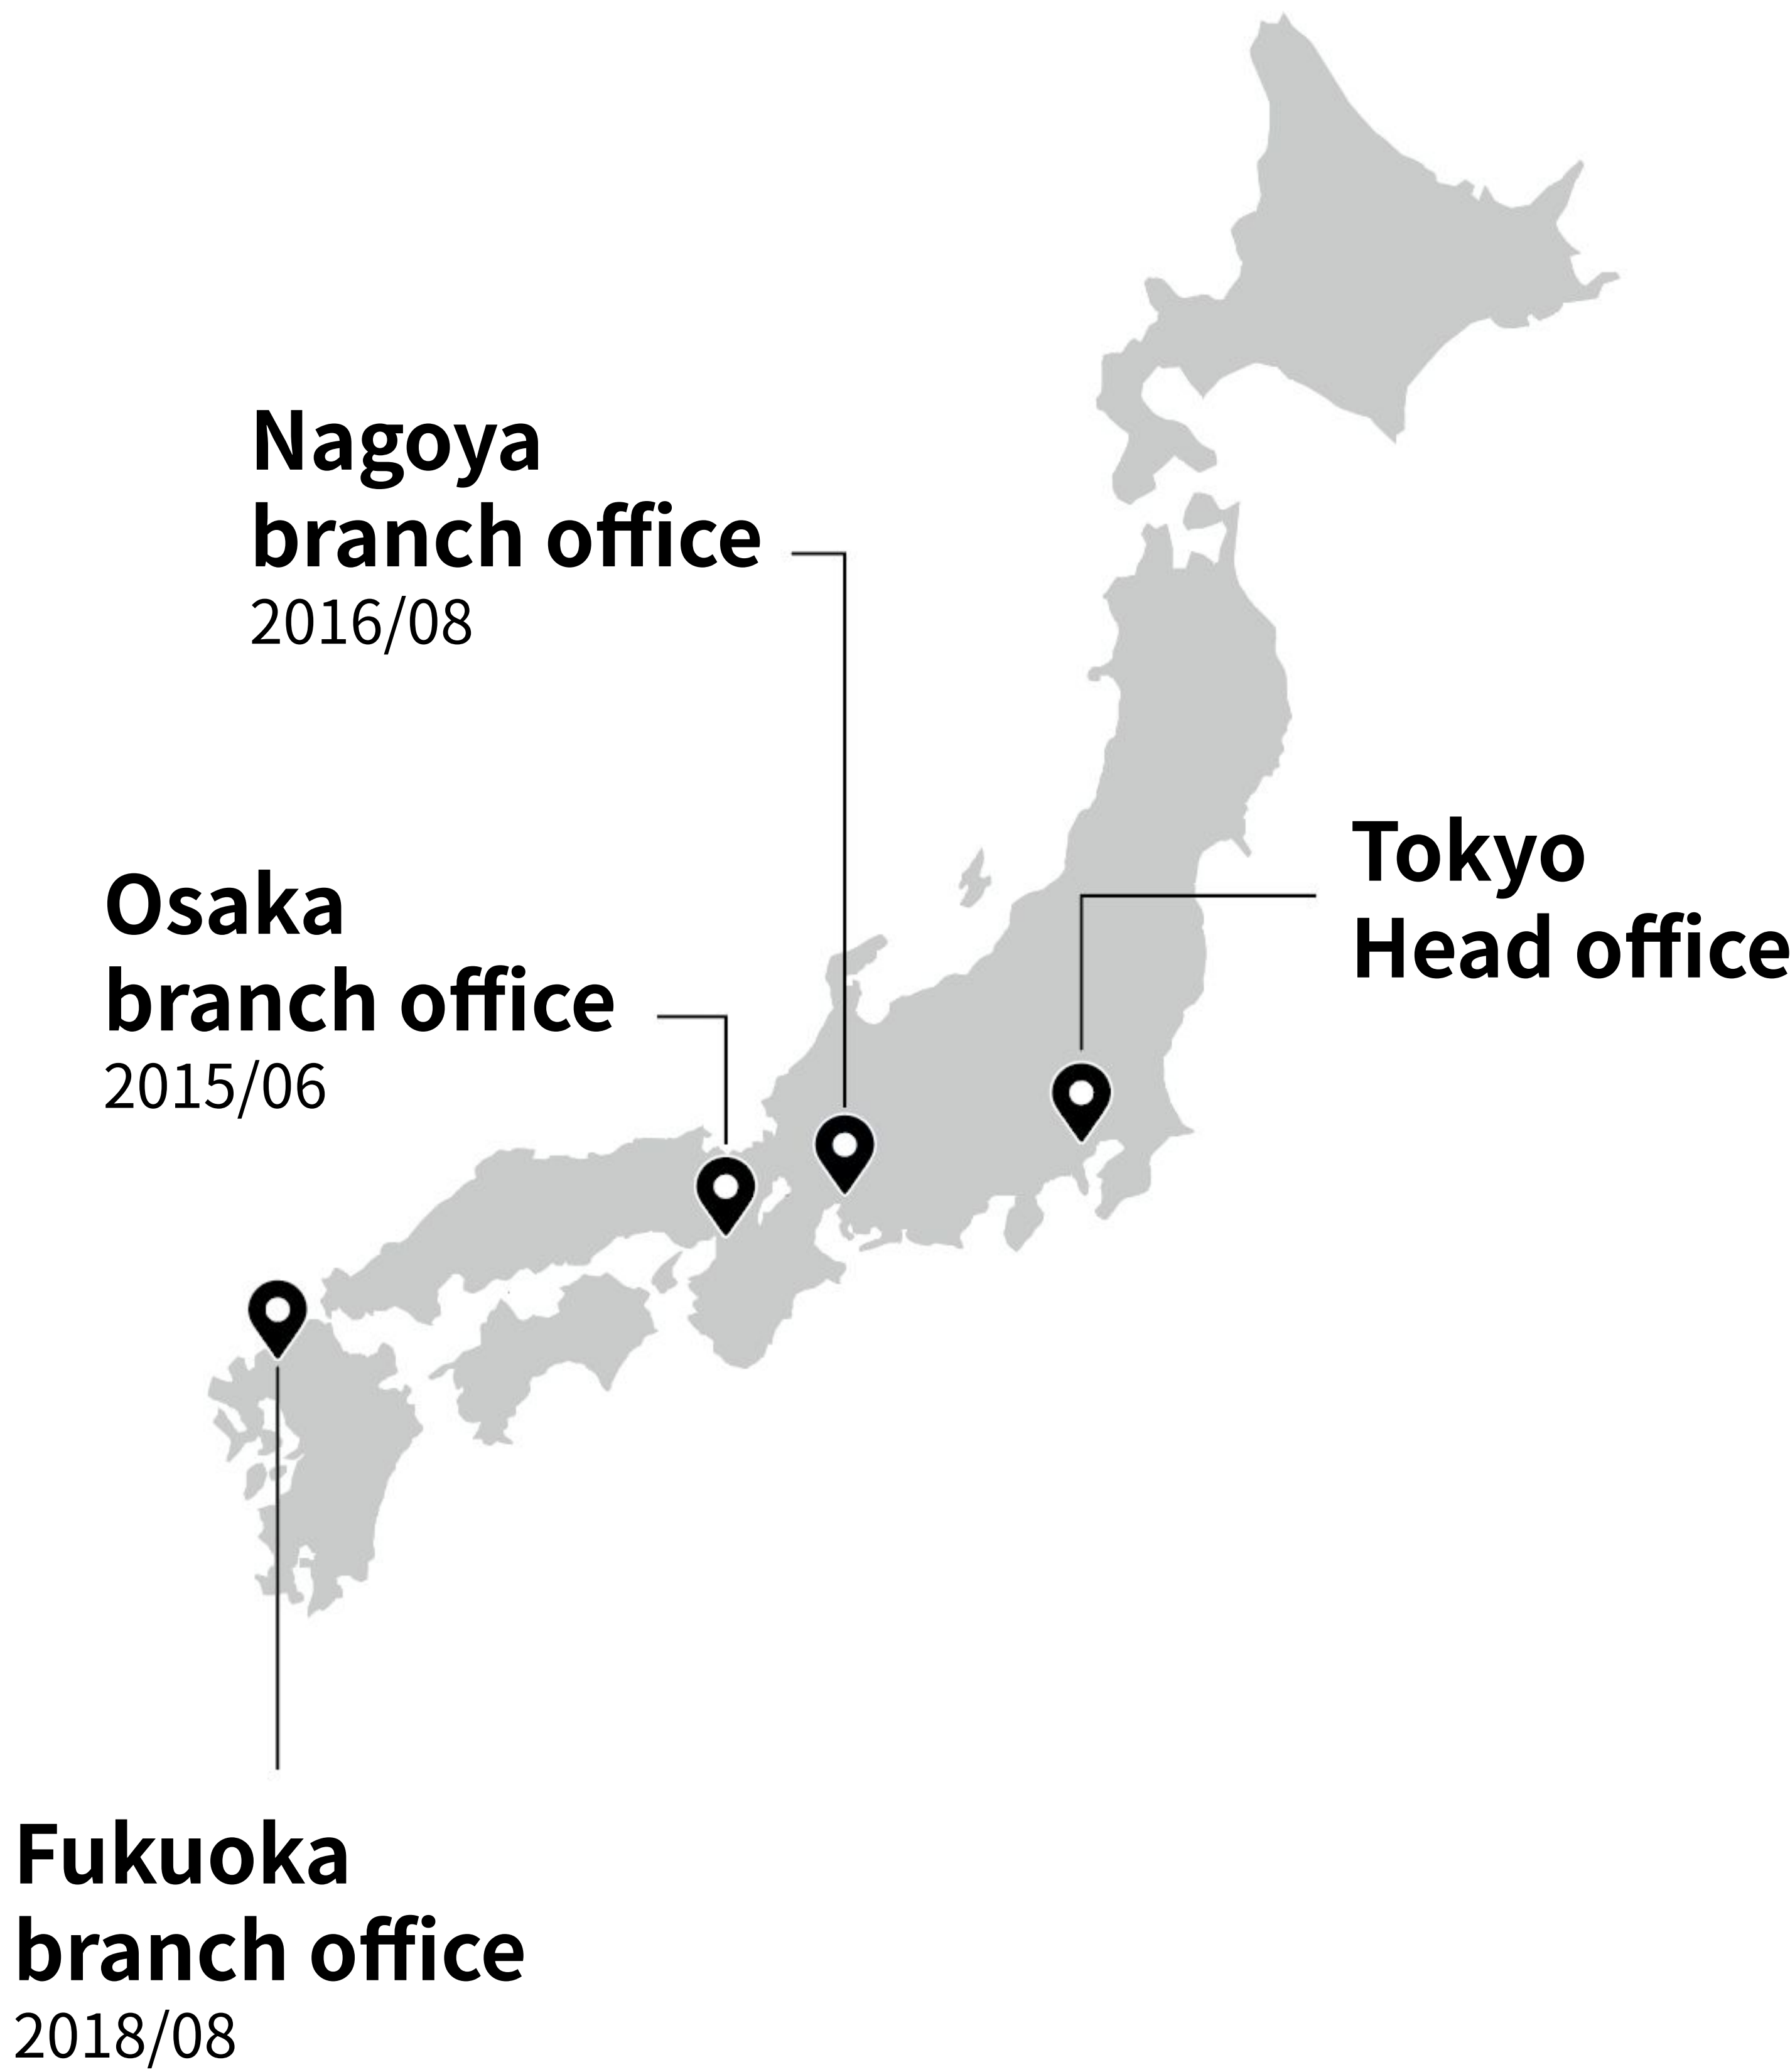 Nagoya
branch office
2016/08
Osaka
branch office
2015/06
Tokyo
Head office
Fukuoka
branch office
2018/08